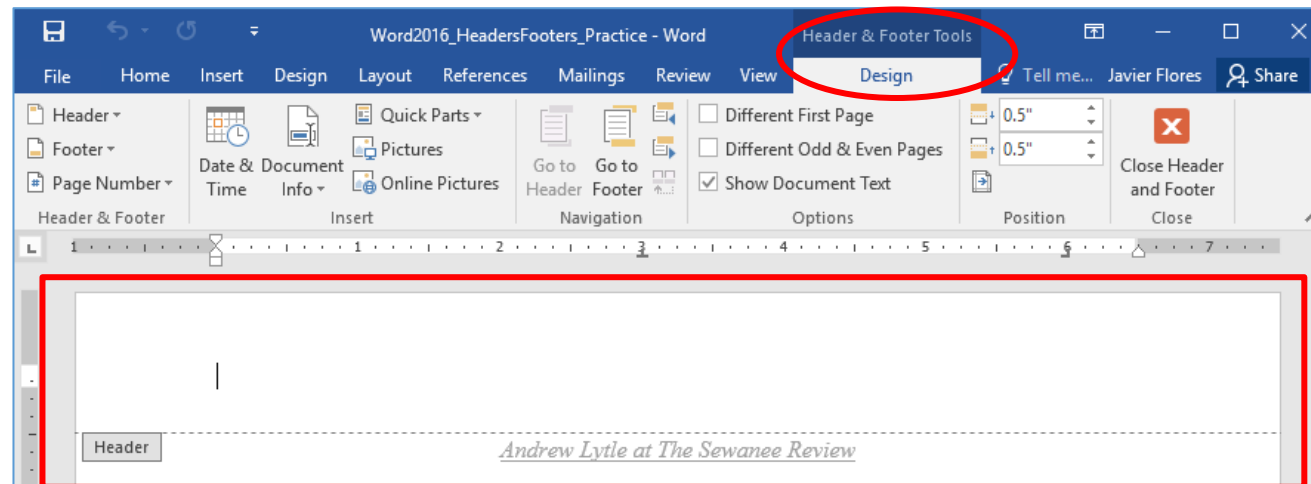 Word2016_HeadersFooters_Practice - Word
Header & Footer Tools
File Home Insert Design Layout References Mailings Review View Design Tell me... Javier Flores Share
Header
Footer
Page Number
Header & Footer
Date & Time
Document Info
Quick Parts
Pictures
Online Pictures
Insert
Go to Header
Go to Footer
Navigation
Different First Page
Different Odd & Even Pages
Show Document Text
Options
0.5"
0.5"
Position
Close Header and Footer
Close
1 1 2 3 4 5 6 7
Header
Andrew Lytle at The Sewanee Review